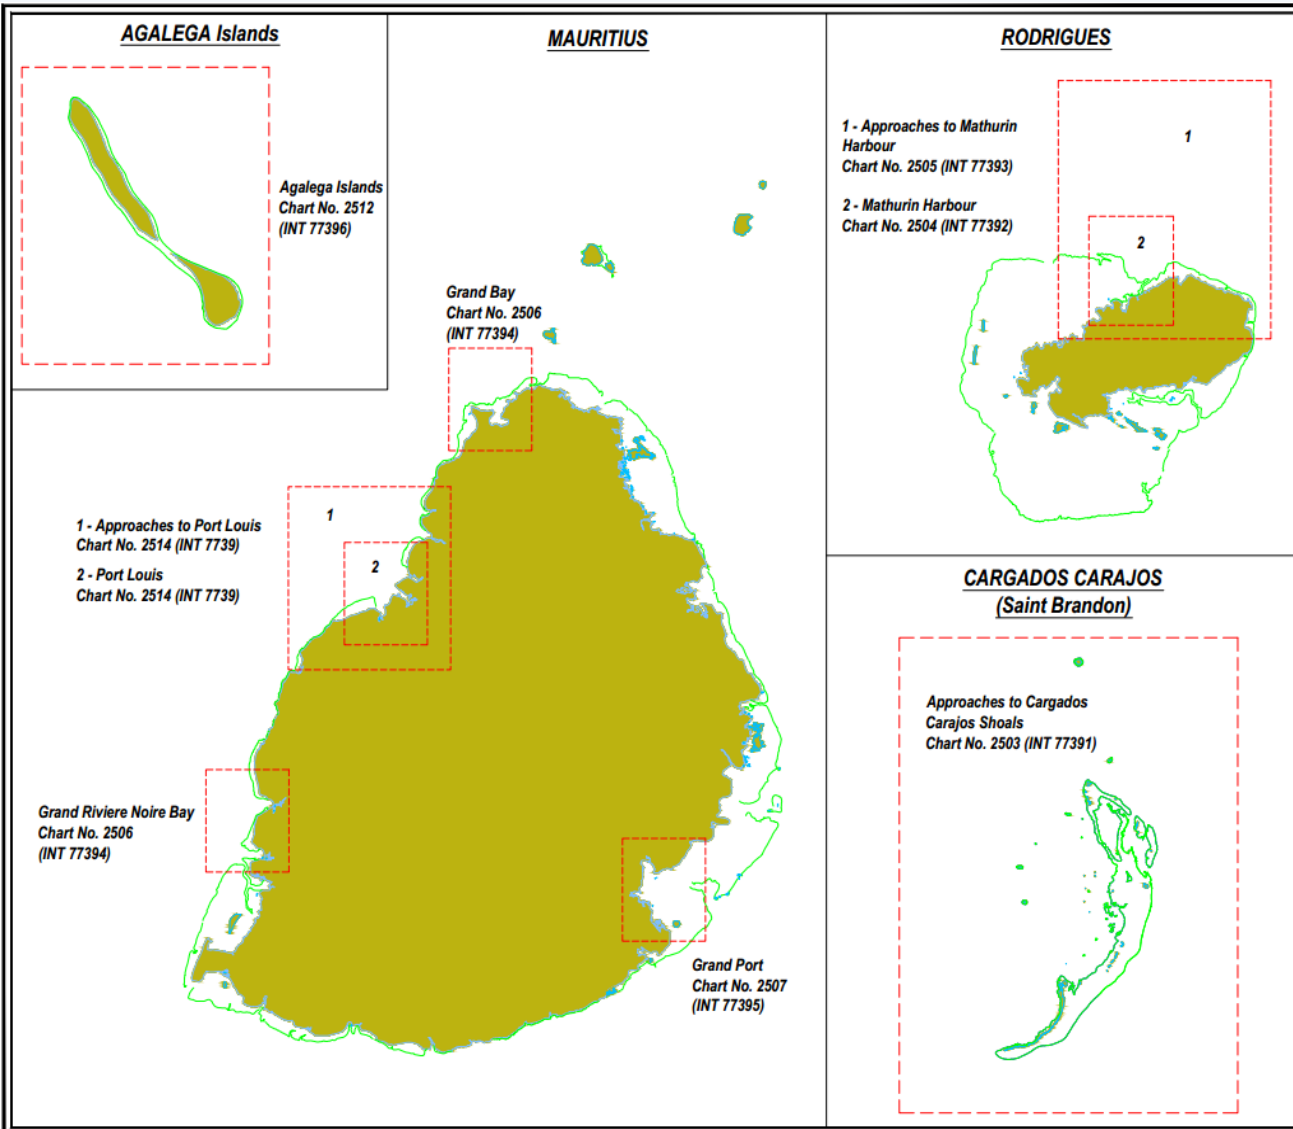 AGALEGA Islands
Agalega Islands
Chart No. 2512
(INT 77396)
MAURITIUS
Grand Bay
Chart No. 2506
(INT 77394)
1 - Approaches to Port Louis
Chart No. 2514 (INT 7739)
2 - Port Louis
Chart No. 2514 (INT 7739)
1
2
Grand Riviere Noire Bay
Chart No. 2506
(INT 77394)
Grand Port
Chart No. 2507
(INT 77395)
RODRIGUES
1 - Approaches to Mathurin
Harbour
Chart No. 2505 (INT 77393)
2 - Mathurin Harbour
Chart No. 2504 (INT 77392)
1
2
CARGADOS CARAJOS
(Saint Brandon)
Approaches to Cargados
Carajos Shoals
Chart No. 2503 (INT 77391)